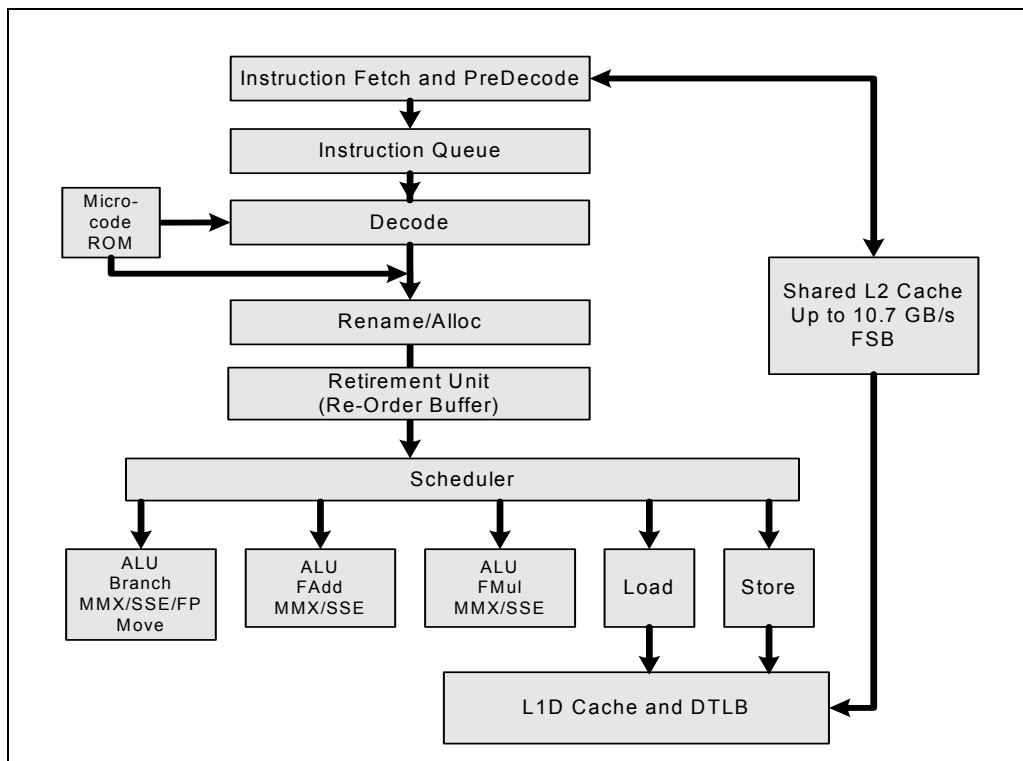 Instruction Fetch and PreDecode
Instruction Queue
Micro-
code
ROM
Decode
Shared L2 Cache
Up to 10.7 GB/s
FSB
Rename/Alloc
Retirement Unit
(Re-Order Buffer)
Scheduler
ALU
Branch
MMX/SSE/FP
Move
ALU
FAdd
MMX/SSE
ALU
FMul
MMX/SSE
Load
Store
L1D Cache and DTLB